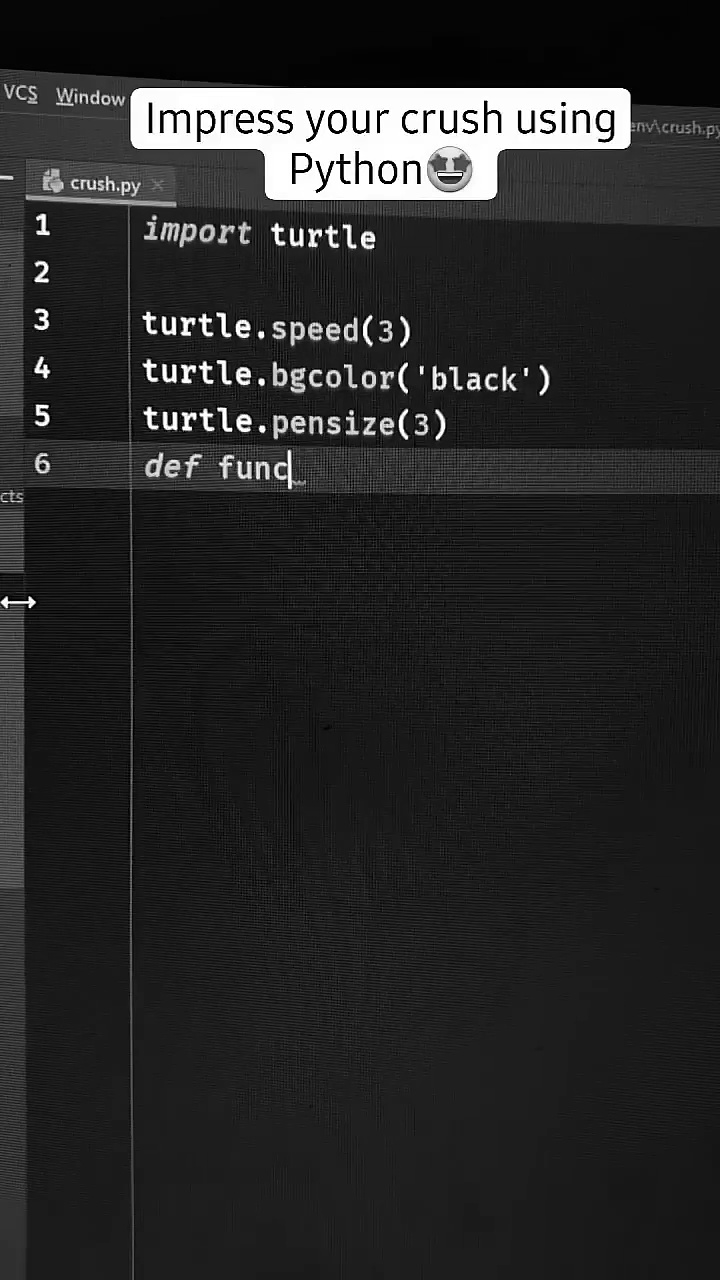 VCS Window
Impress your crush using
Python🤩
env\crush.py
crush.py
1 import turtle
2
3 turtle.speed(3)
4 turtle.bgcolor('black')
5 turtle.pensize(3)
6 def func
cts